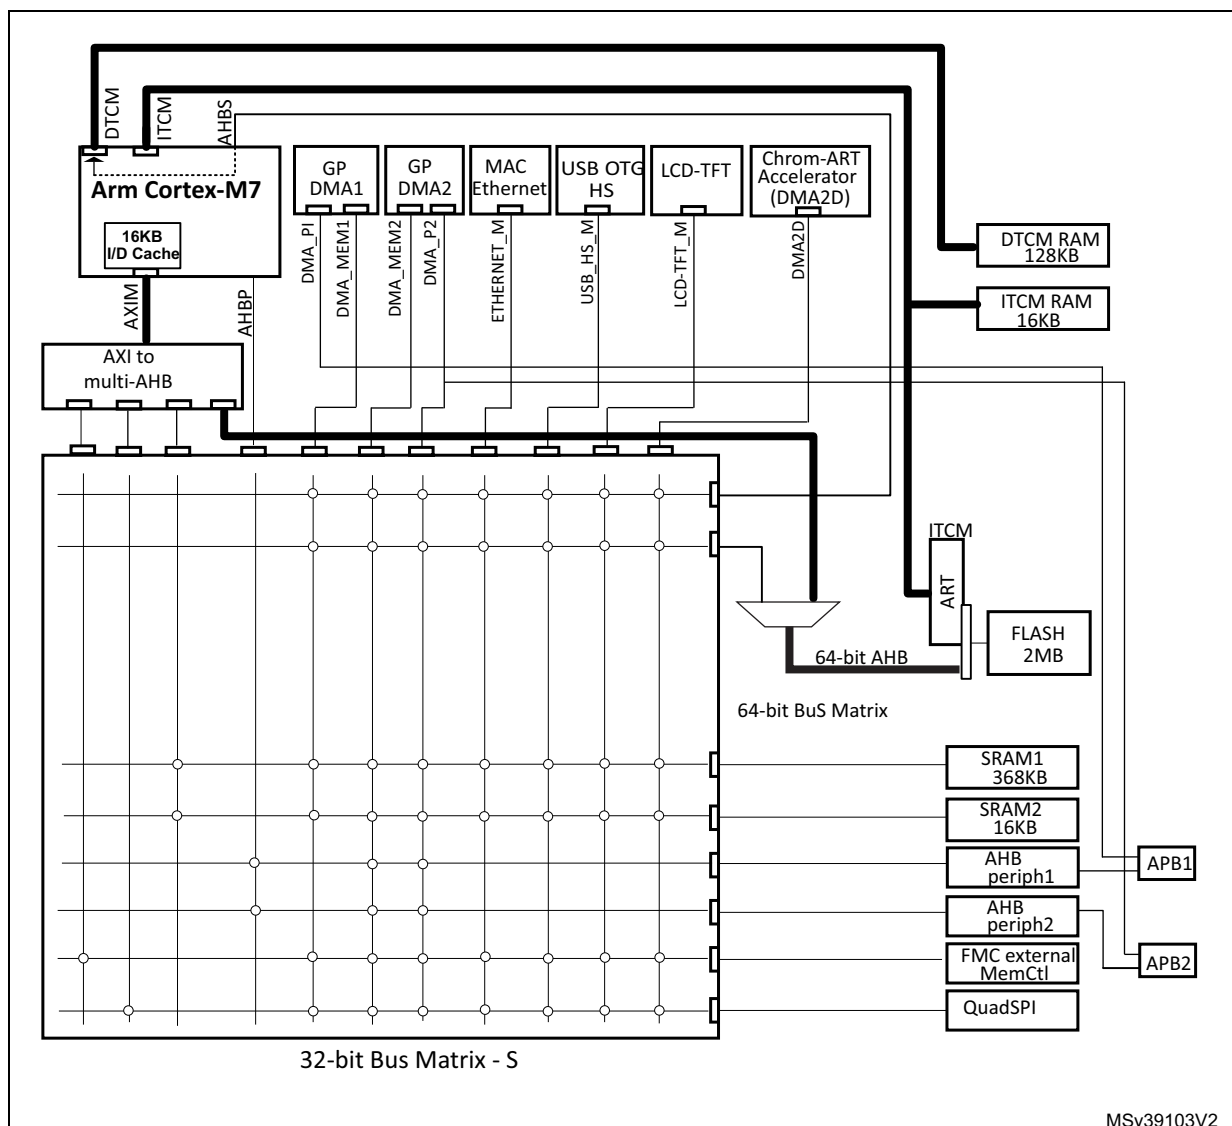 DTCM
ITCM
AHBS
Arm Cortex-M7
16KB
I/D Cache
GP
DMA1
GP
DMA2
MAC
Ethernet
USB OTG
HS
LCD-TFT
Chrom-ART
Accelerator
(DMA2D)
AXIM
AHBP
DMA_PI
DMA_MEM1
DMA_MEM2
DMA_P2
ETHERNET_M
USB_HS_M
LCD-TFT_M
DMA2D
DTCM RAM
128KB
ITCM RAM
16KB
AXI to
multi-AHB
ITCM
ART
FLASH
2MB
64-bit AHB
64-bit BuS Matrix
SRAM1
368KB
SRAM2
16KB
AHB
periph1
APB1
AHB
periph2
FMC external
MemCtl
APB2
QuadSPI
32-bit Bus Matrix - S
MSv39103V2